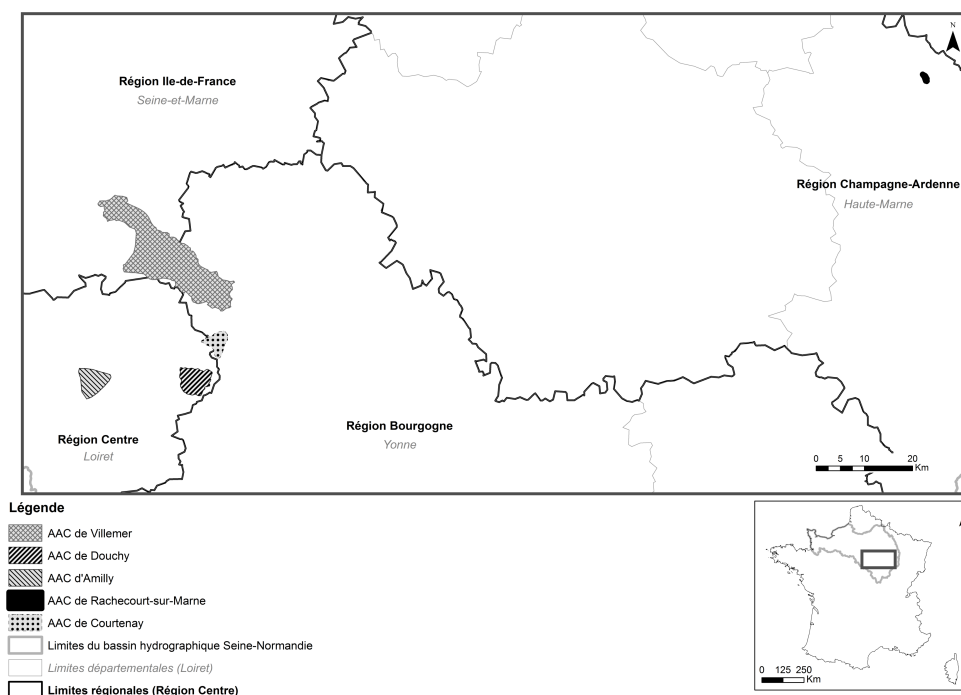 N
Région Ile-de-France
Seine-et-Marne
Région Champagne-Ardenne
Haute-Marne
Région Centre
Loiret
Région Bourgogne
Yonne
0 5 10 20
Km
Légende
AAC de Villemer
AAC de Douchy
AAC d'Amilly
AAC de Rachecourt-sur-Marne
AAC de Courtenay
Limites du bassin hydrographique Seine-Normandie
Limites départementales (Loiret)
Limites régionales (Région Centre)
0 125 250
Km